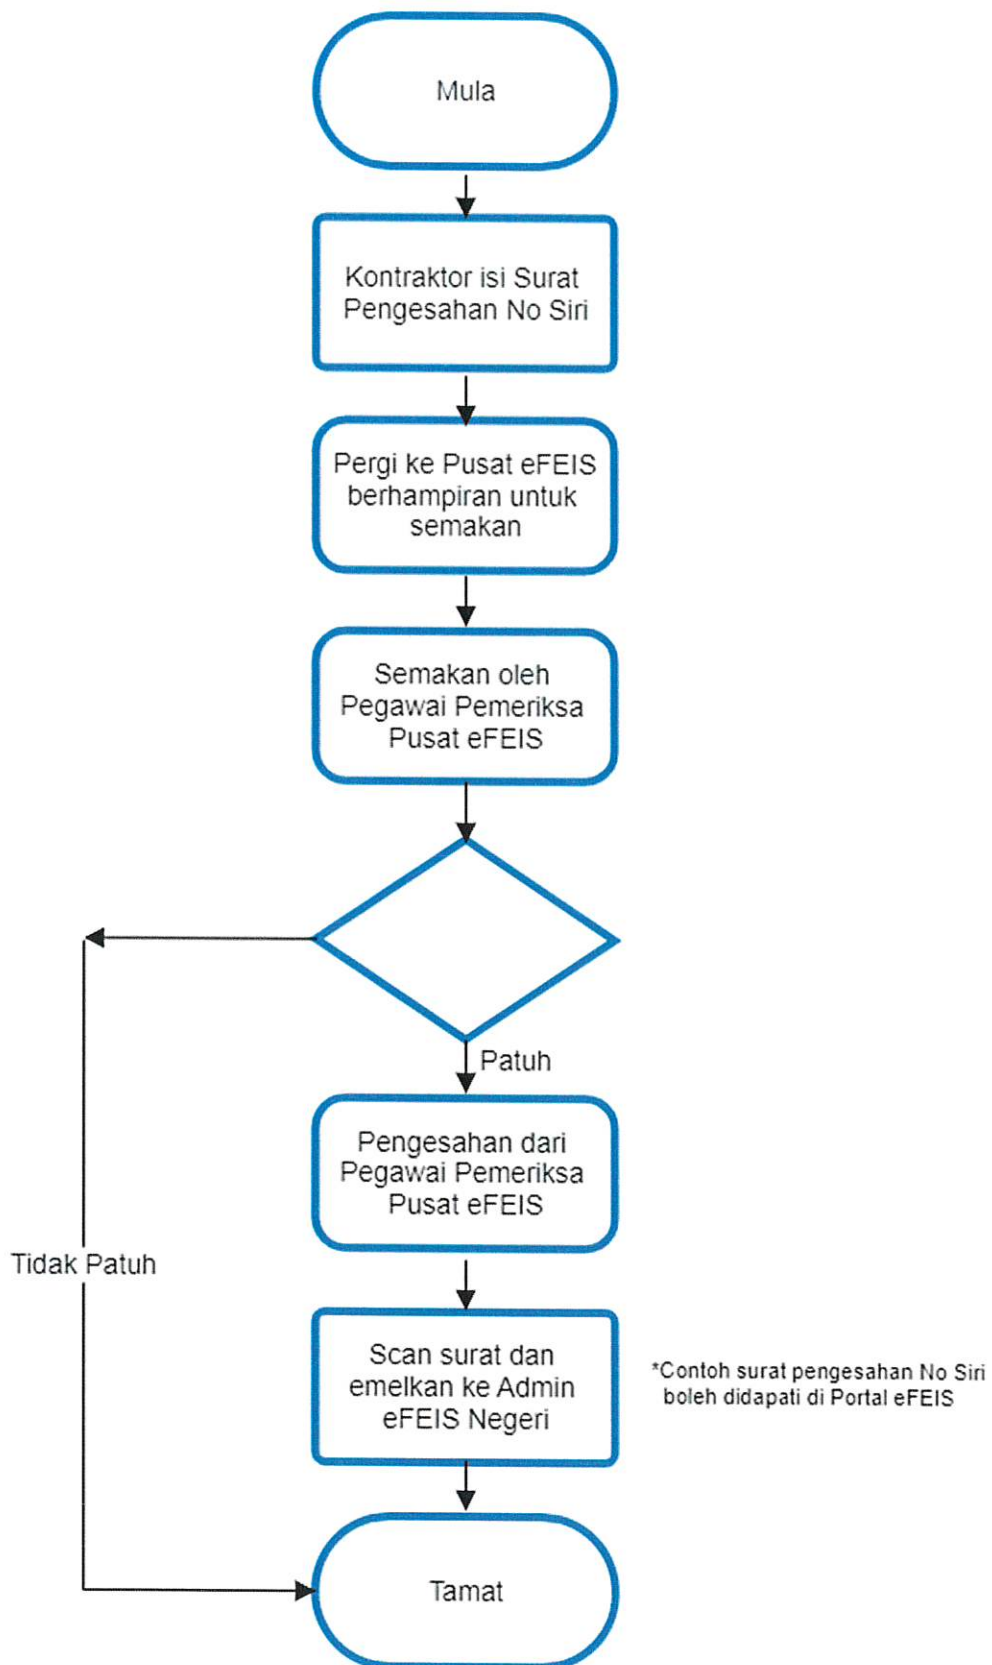 Mula
Kontraktor isi Surat
Pengesahan No Siri
Pergi ke Pusat eFEIS
berhampiran untuk
semakan
Semakan oleh
Pegawai Pemeriksa
Pusat eFEIS
Patuh
Pengesahan dari
Pegawai Pemeriksa
Pusat eFEIS
Tidak Patuh
Scan surat dan
emelkan ke Admin
eFEIS Negeri
*Contoh surat pengesahan No Siri
boleh didapati di Portal eFEIS
Tamat